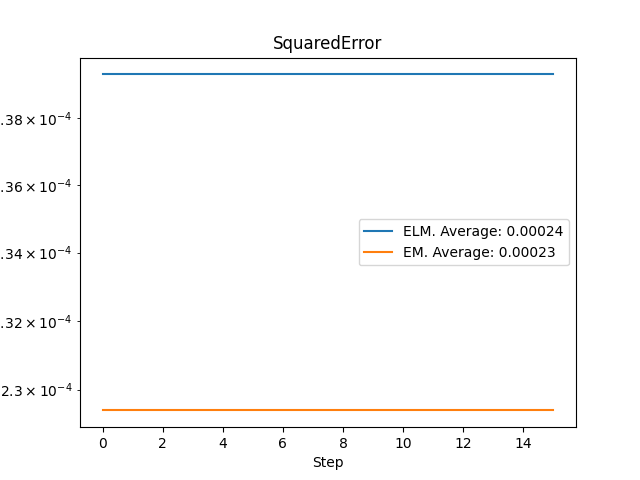 SquaredError
.38 × 10⁻⁴
.36 × 10⁻⁴
.34 × 10⁻⁴
.32 × 10⁻⁴
2.3 × 10⁻⁴
ELM. Average: 0.00024
EM. Average: 0.00023
0 2 4 6 8 10 12 14
Step